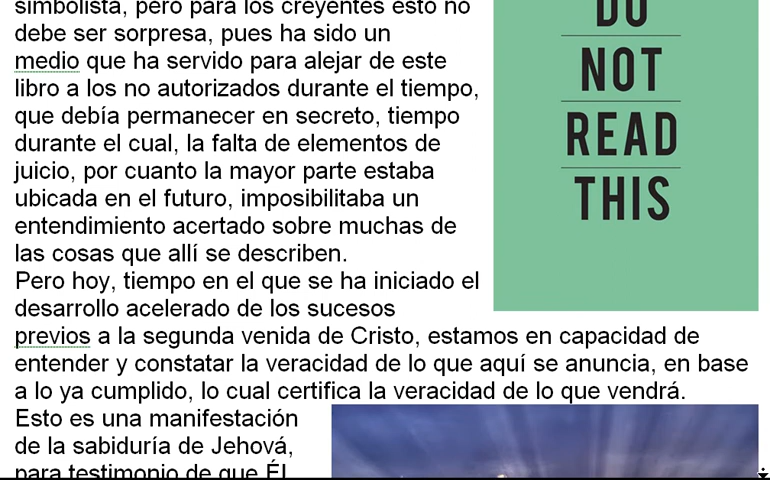 simbolista, pero para los creyentes esto no
debe ser sorpresa, pues ha sido un
medio que ha servido para alejar de este
libro a los no autorizados durante el tiempo,
que debía permanecer en secreto, tiempo
durante el cual, la falta de elementos de
juicio, por cuanto la mayor parte estaba
ubicada en el futuro, imposibilitaba un
entendimiento acertado sobre muchas de
las cosas que allí se describen.
Pero hoy, tiempo en el que se ha iniciado el
desarrollo acelerado de los sucesos
previos a la segunda venida de Cristo, estamos en capacidad de
entender y constatar la veracidad de lo que aquí se anuncia, en base
a lo ya cumplido, lo cual certifica la veracidad de lo que vendrá.
Esto es una manifestación
de la sabiduría de Jehová,
para testimonio de que ÉL
DO
NOT
READ
THIS